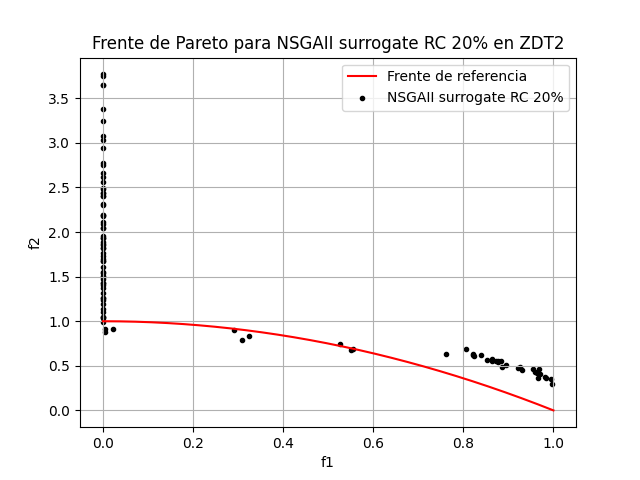 Frente de Pareto para NSGAII surrogate RC 20% en ZDT2
Frente de referencia
NSGAII surrogate RC 20%
3.5
3.0
2.5
2.0
1.5
1.0
0.5
0.0
f2
0.0 0.2 0.4 0.6 0.8 1.0
f1